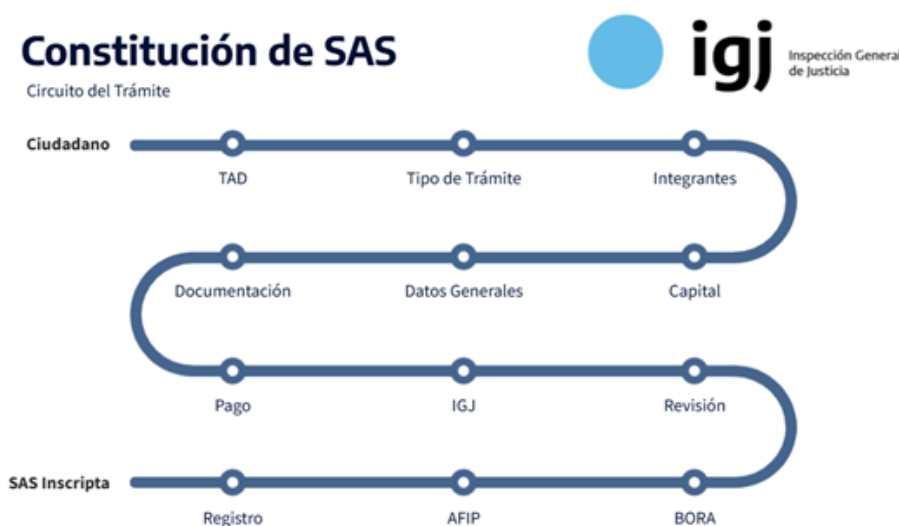 Constitución de SAS
Circuito del Trámite
igj
Inspección General
de Justicia
Ciudadano
TAD
Tipo de Trámite
Integrantes
Documentación
Datos Generales
Capital
Pago
IGJ
Revisión
SAS Inscripta
Registro
AFIP
BORA